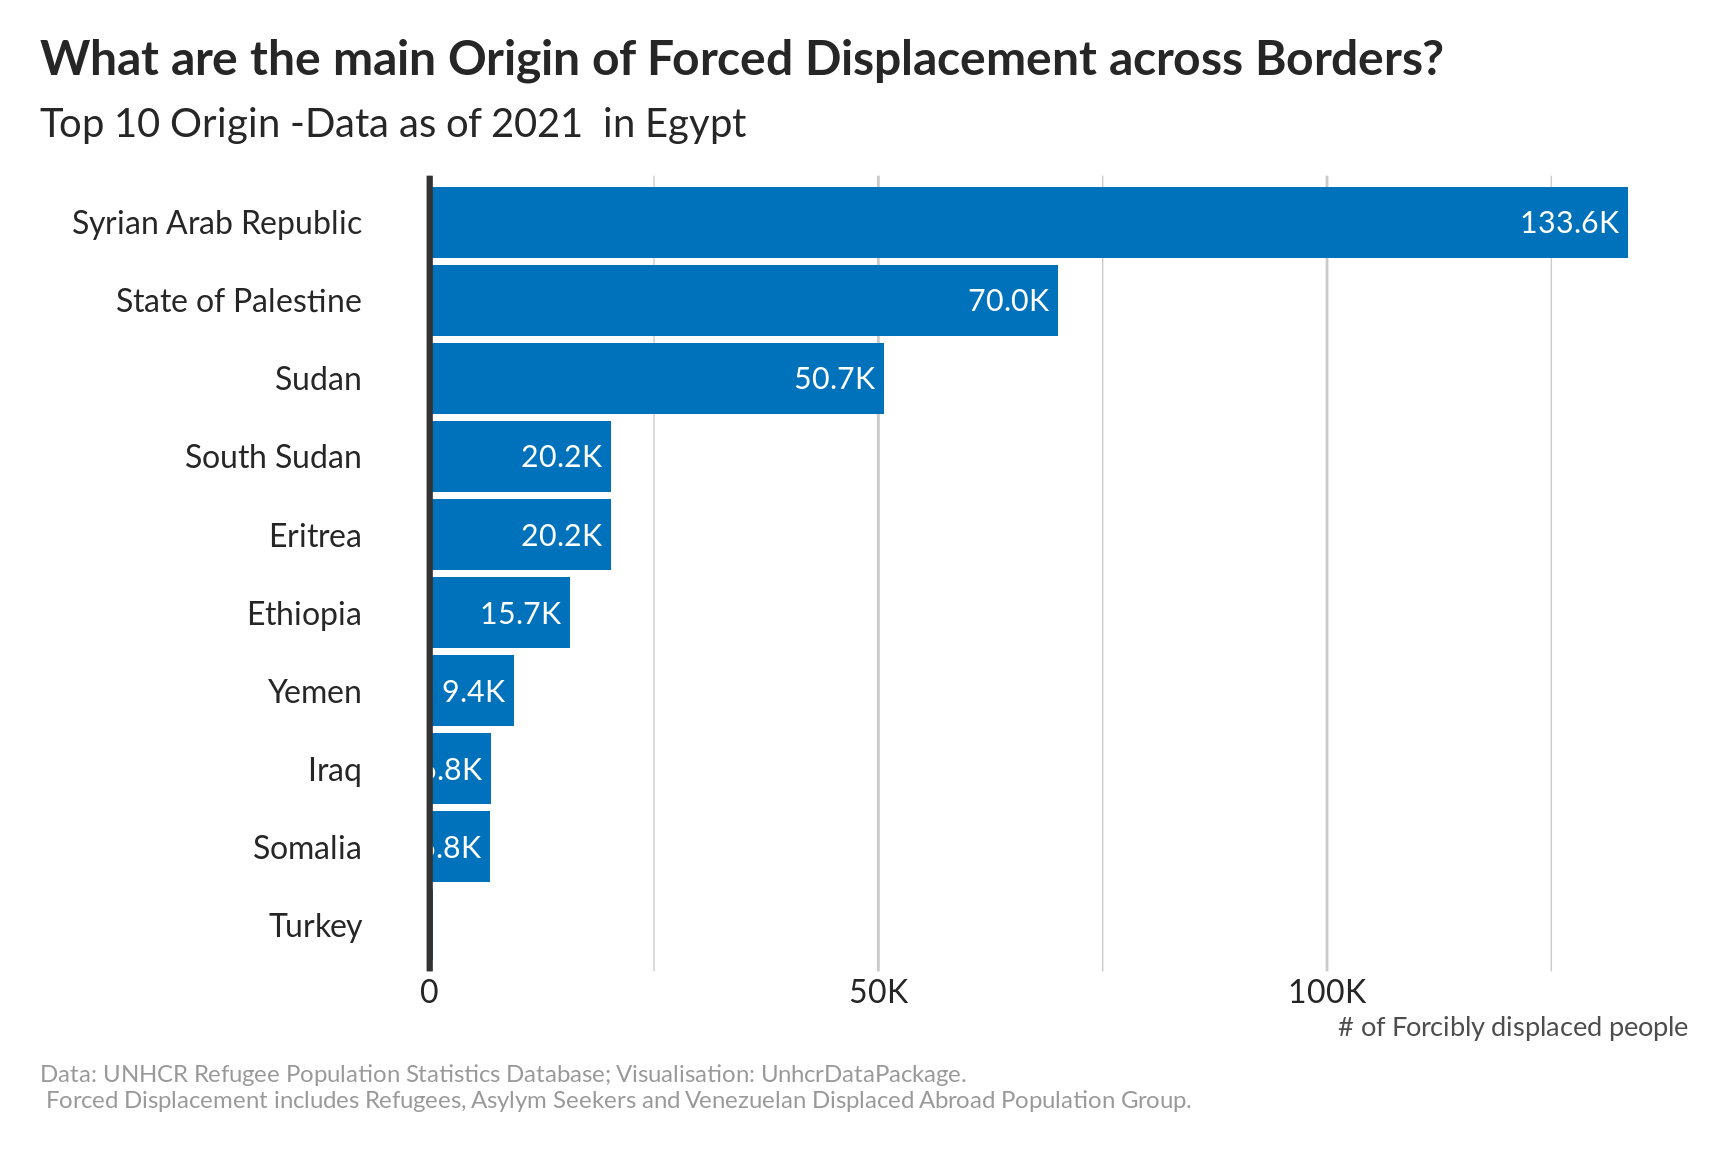 What are the main Origin of Forced Displacement across Borders?
Top 10 Origin -Data as of 2021  in Egypt
Syrian Arab Republic 133.6K
State of Palestine 70.0K
Sudan 50.7K
South Sudan 20.2K
Eritrea 20.2K
Ethiopia 15.7K
Yemen 9.4K
Iraq .8K
Somalia .8K
Turkey
0 50K 100K
# of Forcibly displaced people
Data: UNHCR Refugee Population Statistics Database; Visualisation: UnhcrDataPackage.
Forced Displacement includes Refugees, Asylym Seekers and Venezuelan Displaced Abroad Population Group.